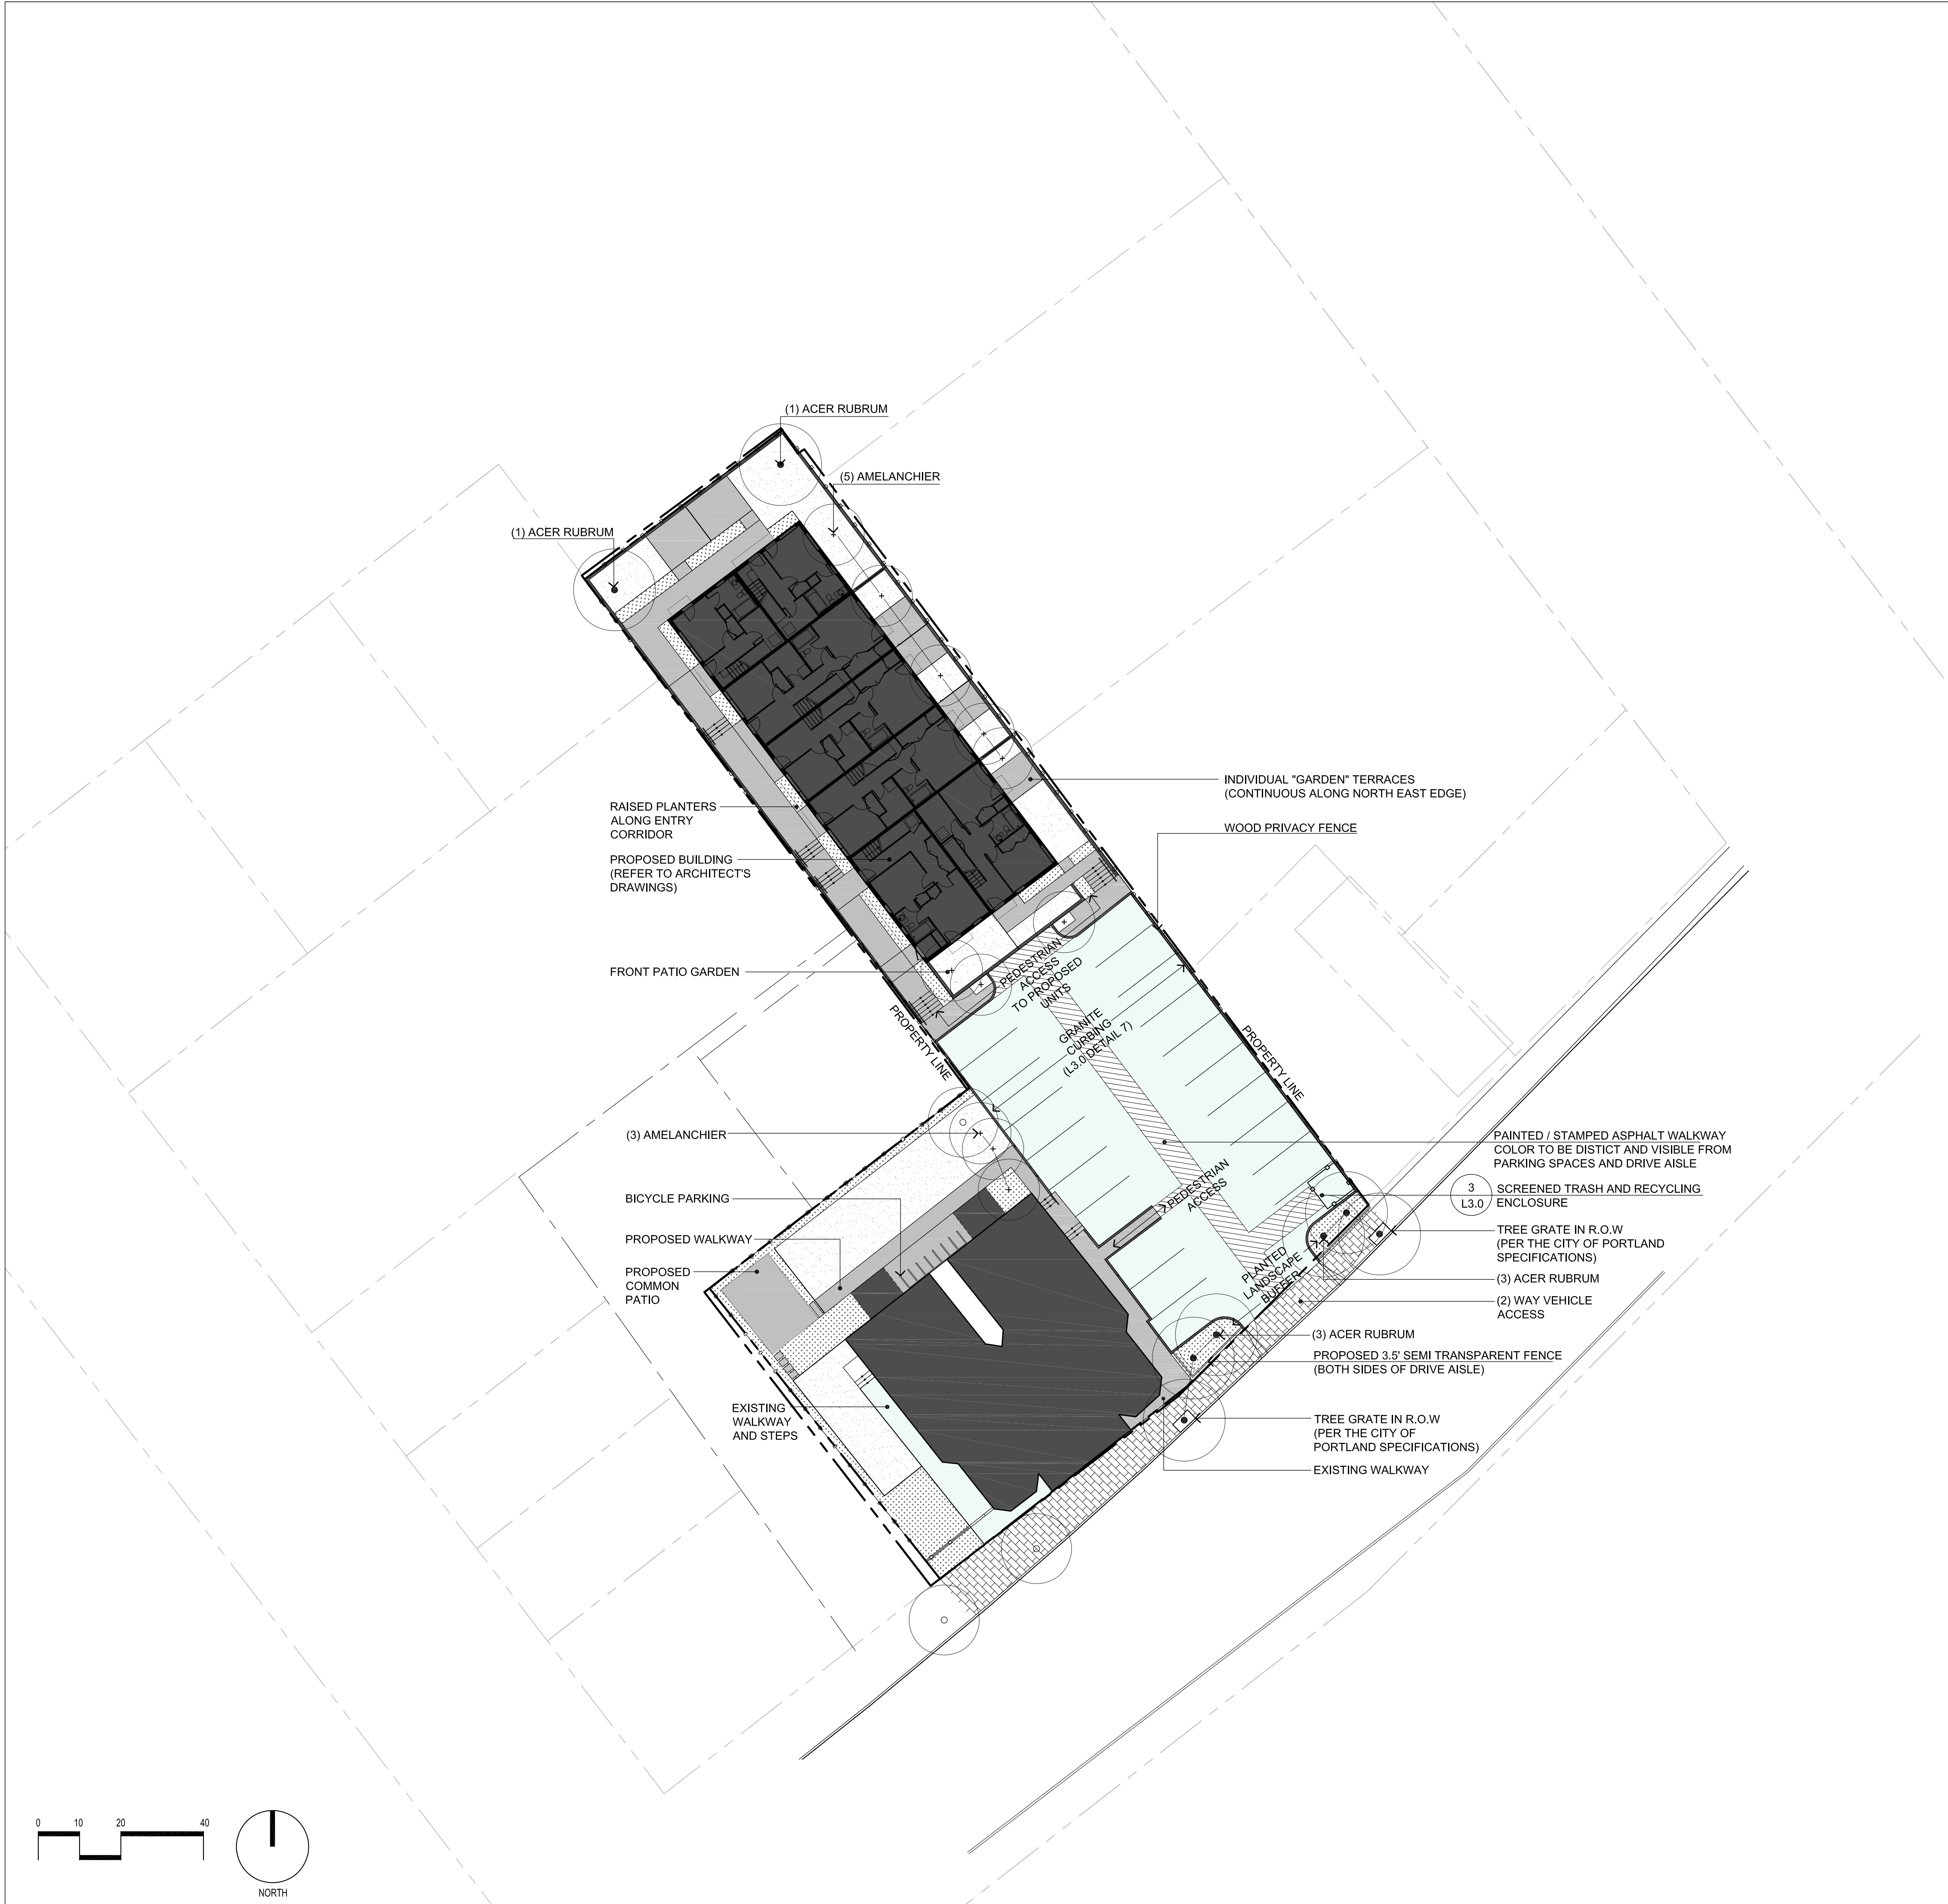 (1) ACER RUBRUM
(5) AMELANCHIER
(1) ACER RUBRUM
INDIVIDUAL "GARDEN" TERRACES
(CONTINUOUS ALONG NORTH EAST EDGE)
RAISED PLANTERS
ALONG ENTRY
CORRIDOR
WOOD PRIVACY FENCE
PROPOSED BUILDING
(REFER TO ARCHITECT'S
DRAWINGS)
FRONT PATIO GARDEN
PEDESTRIAN
ACCESS
TO PROPOSED
UNITS
PROPERTY LINE
GRANITE
CURBING
(L3.0 DETAIL 7)
PROPERTY LINE
(3) AMELANCHIER
PAINTED / STAMPED ASPHALT WALKWAY
COLOR TO BE DISTICT AND VISIBLE FROM
PARKING SPACES AND DRIVE AISLE
BICYCLE PARKING
PEDESTRIAN
ACCESS
3
L3.0
SCREENED TRASH AND RECYCLING
ENCLOSURE
PROPOSED WALKWAY
TREE GRATE IN R.O.W
(PER THE CITY OF PORTLAND
SPECIFICATIONS)
PROPOSED
COMMON
PATIO
PLANTED
LANDSCAPE
BUFFER
(3) ACER RUBRUM
(2) WAY VEHICLE
ACCESS
(3) ACER RUBRUM
PROPOSED 3.5' SEMI TRANSPARENT FENCE
(BOTH SIDES OF DRIVE AISLE)
EXISTING
WALKWAY
AND STEPS
TREE GRATE IN R.O.W
(PER THE CITY OF
PORTLAND SPECIFICATIONS)
EXISTING WALKWAY
0 10 20 40
NORTH